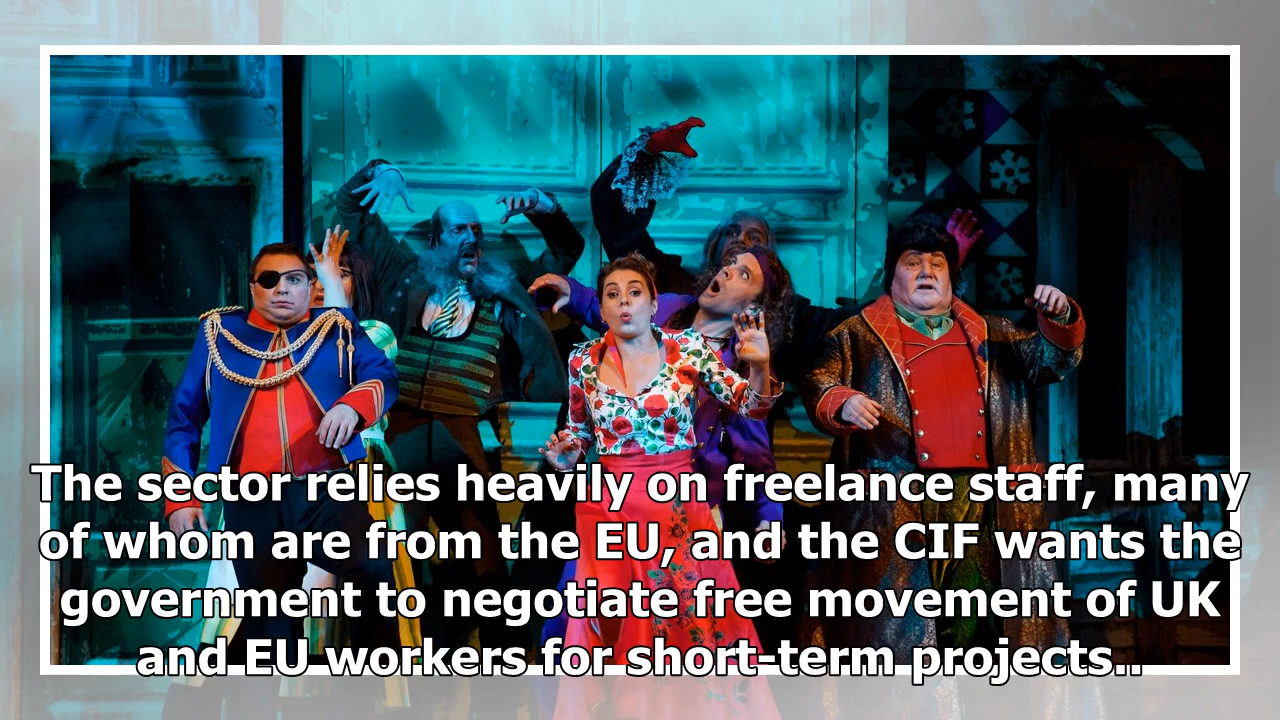 The sector relies heavily on freelance staff, many
of whom are from the EU, and the CIF wants the
government to negotiate free movement of UK
and EU workers for short-term projects..